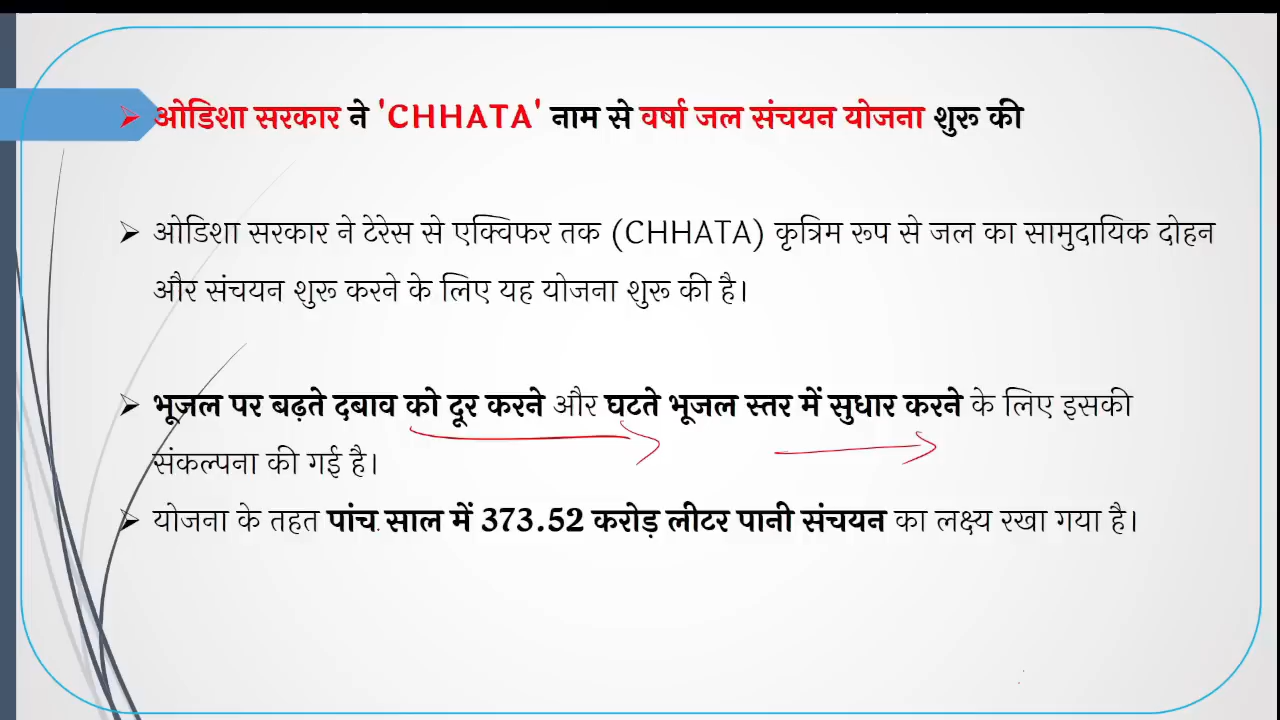 ओडिशा सरकार ने 'CHHATA' नाम से वर्षा जल संचयन योजना शुरू की
ओडिशा सरकार ने टेरेस से एक्विफर तक (CHHATA) कृत्रिम रूप से जल का सामुदायिक दोहन
और संचयन शुरू करने के लिए यह योजना शुरू की है।
भूजल पर बढ़ते दबाव को दूर करने और घटते भूजल स्तर में सुधार करने के लिए इसकी
संकल्पना की गई है।
योजना के तहत पांच साल में 373.52 करोड़ लीटर पानी संचयन का लक्ष्य रखा गया है।